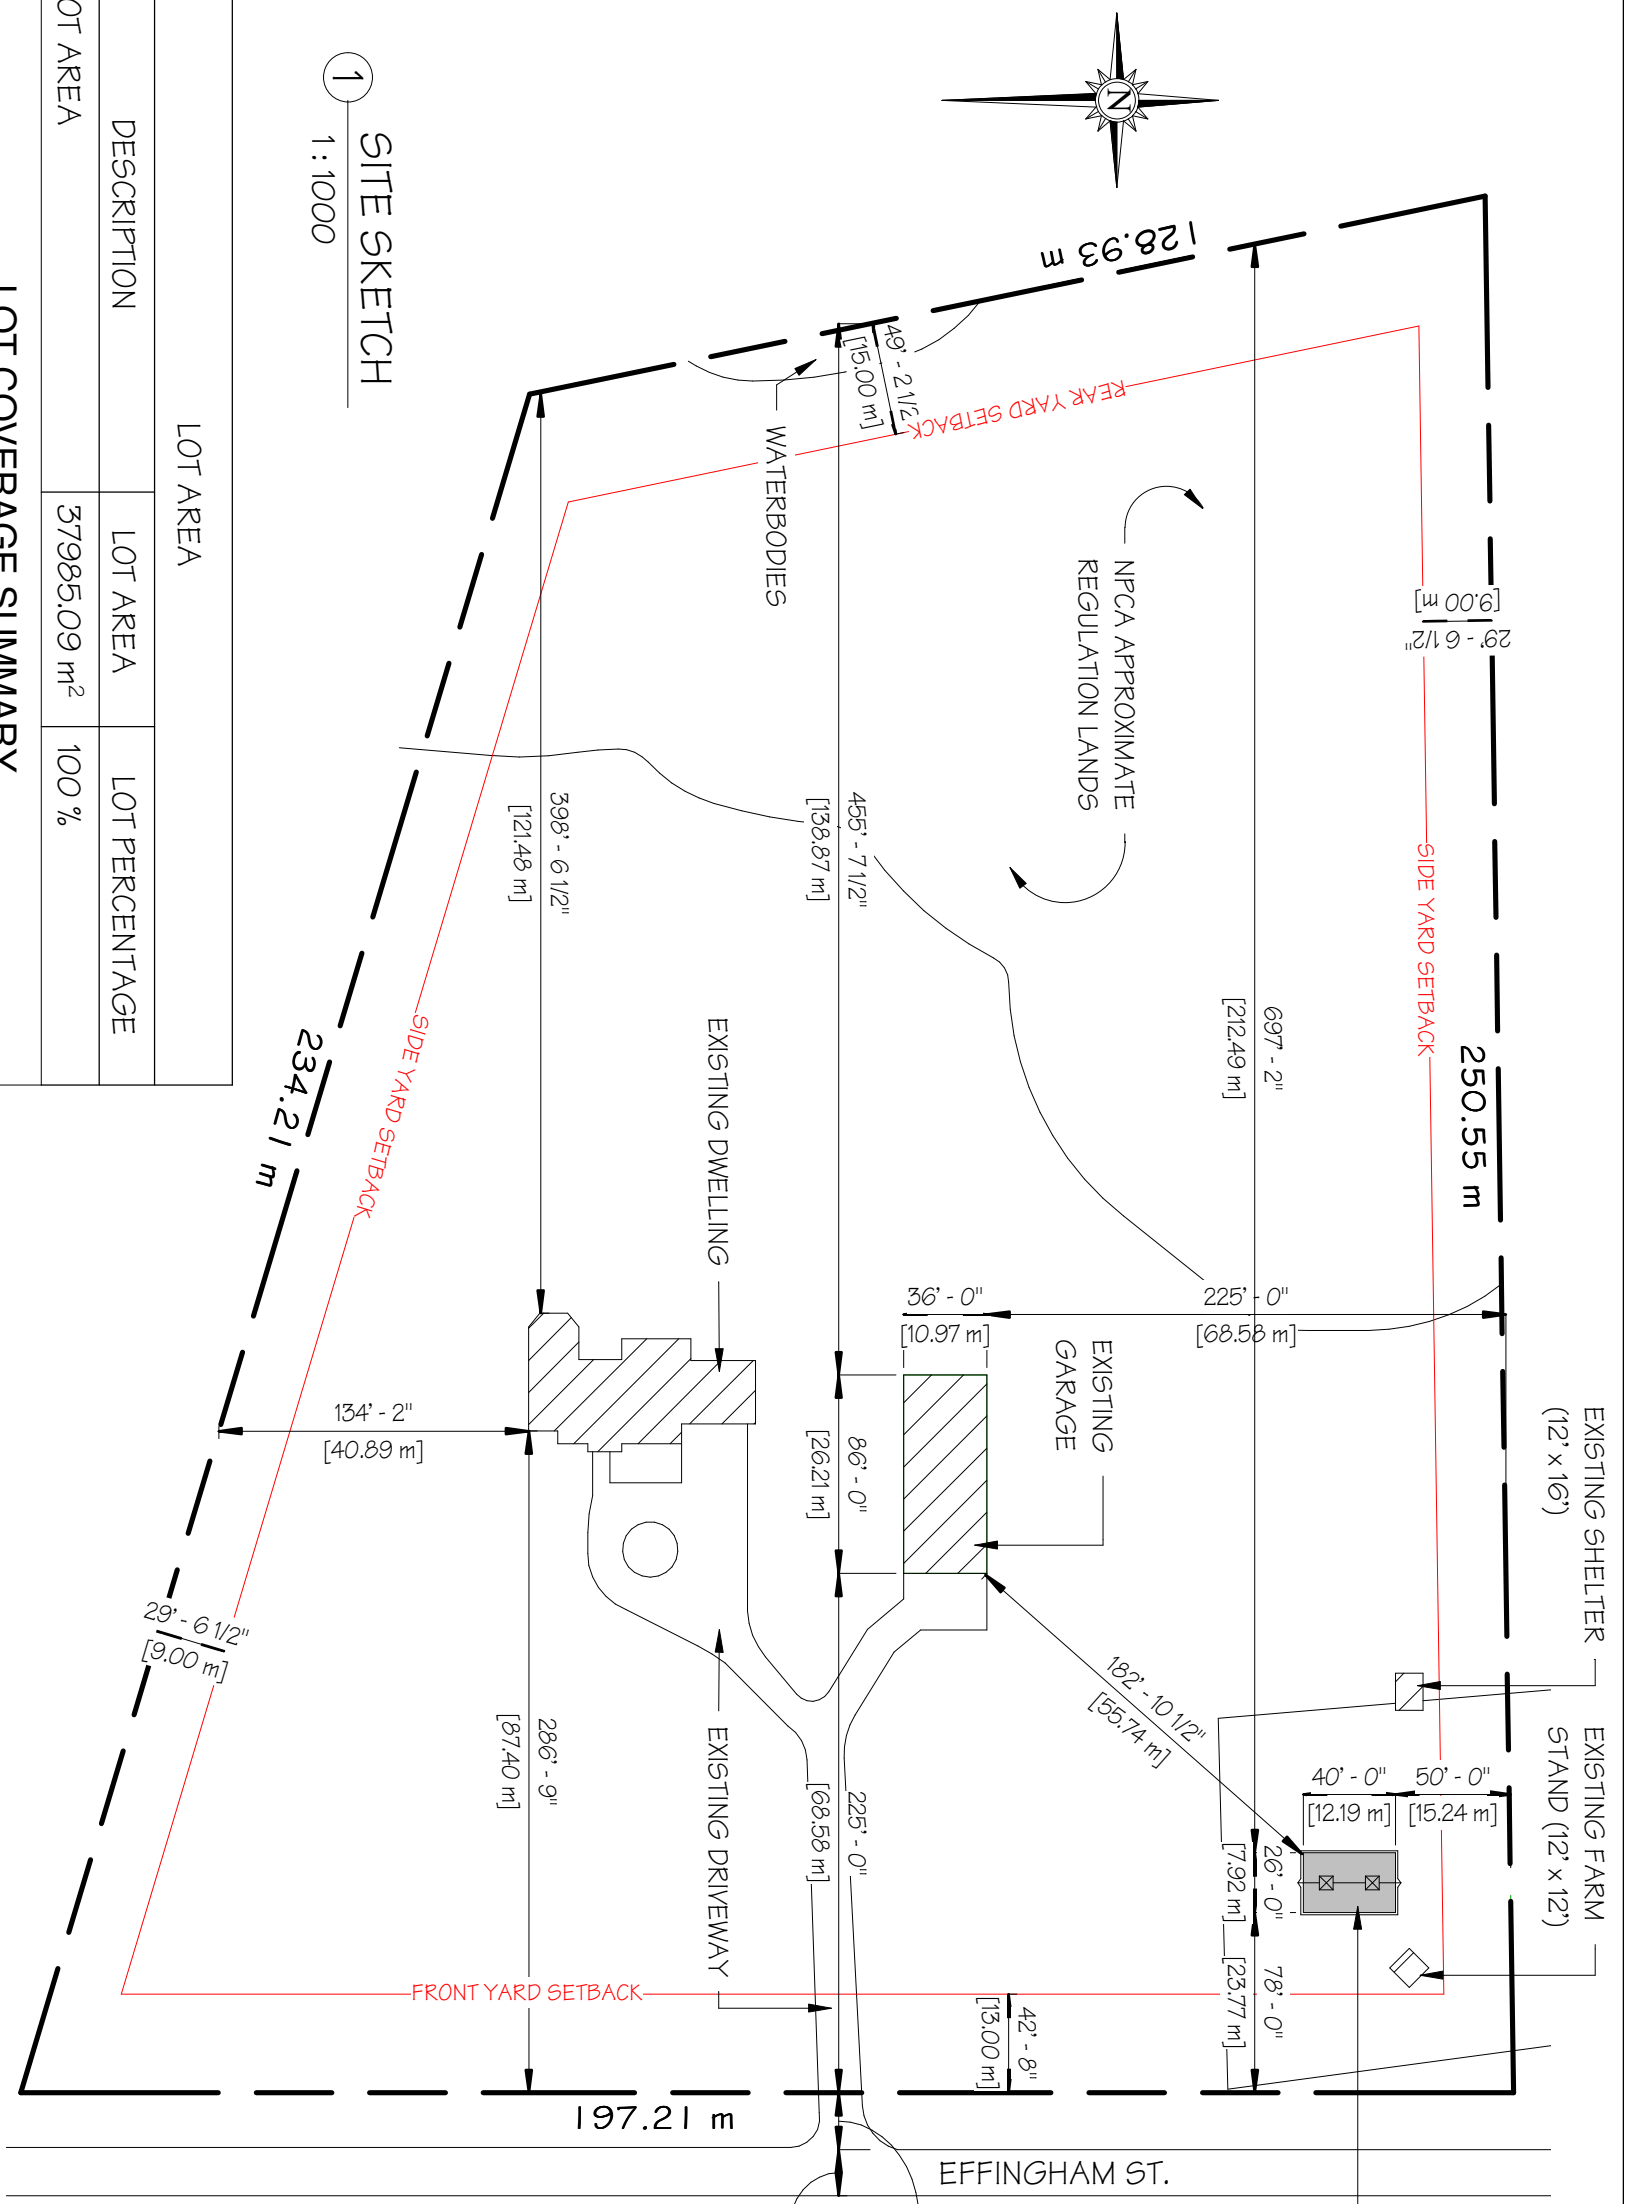 N
1
SITE SKETCH
1:1000
128.93 m
49' - 2 1/2"
[15.00 m]
REAR YARD SETBACK
WATERBODIES
NPCA APPROXIMATE
REGULATION LANDS
29' - 6 1/2"
[9.00 m]
SIDE YARD SETBACK
250.55 m
697' - 2"
[212.49 m]
455' - 7 1/2"
[138.87 m]
398' - 6 1/2"
[121.48 m]
SIDE YARD SETBACK
234.21 m
EXISTING DWELLING
36' - 0"
[10.97 m]
225' - 0"
[68.58 m]
EXISTING
GARAGE
86' - 0"
[26.21 m]
134' - 2"
[40.89 m]
EXISTING SHELTER
(12' x 16')
EXISTING FARM
STAND (12' x 12')
182' - 10 1/2"
[55.74 m]
40' - 0"
[12.19 m]
50' - 0"
[15.24 m]
26' - 0"
[7.92 m]
78' - 0"
[23.77 m]
29' - 6 1/2"
[9.00 m]
286' - 9"
[87.40 m]
EXISTING DRIVEWAY
225' - 0"
[68.58 m]
FRONT YARD SETBACK
42' - 8"
[13.00 m]
197.21 m
EFFINGHAM ST.
LOT AREA
DESCRIPTION
LOT AREA
LOT PERCENTAGE
OT AREA
37985.09 m²
100 %
LOT COVERAGE SUMMARY